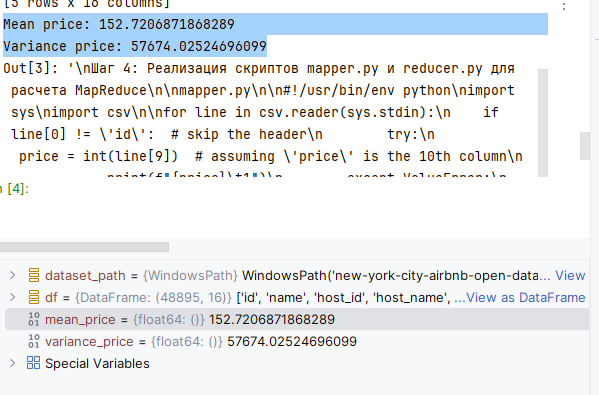 [5 rows x 16 columns]
Mean price: 152.7206871868289
Variance price: 57674.02524696099
Out[3]: '\nШаг 4: Реализация скриптов mapper.py и reducer.py для
расчета MapReduce\n\nmapper.py\n\n#!/usr/bin/env python\nimport
sys\nimport csv\n\nfor line in csv.reader(sys.stdin):\n    if
line[0] != \'id\':  # skip the header\n        try:\n
price = int(line[9])  # assuming \'price\' is the 10th column\n
print(f"{price}\t1")\n        except ValueError:\n
[4]:
dataset_path = {WindowsPath} WindowsPath('new-york-city-airbnb-open-data... View
df = {DataFrame: (48895, 16)} ['id', 'name', 'host_id', 'host_name', ...View as DataFrame
mean_price = {float64: ()} 152.7206871868289
variance_price = {float64: ()} 57674.02524696099
Special Variables